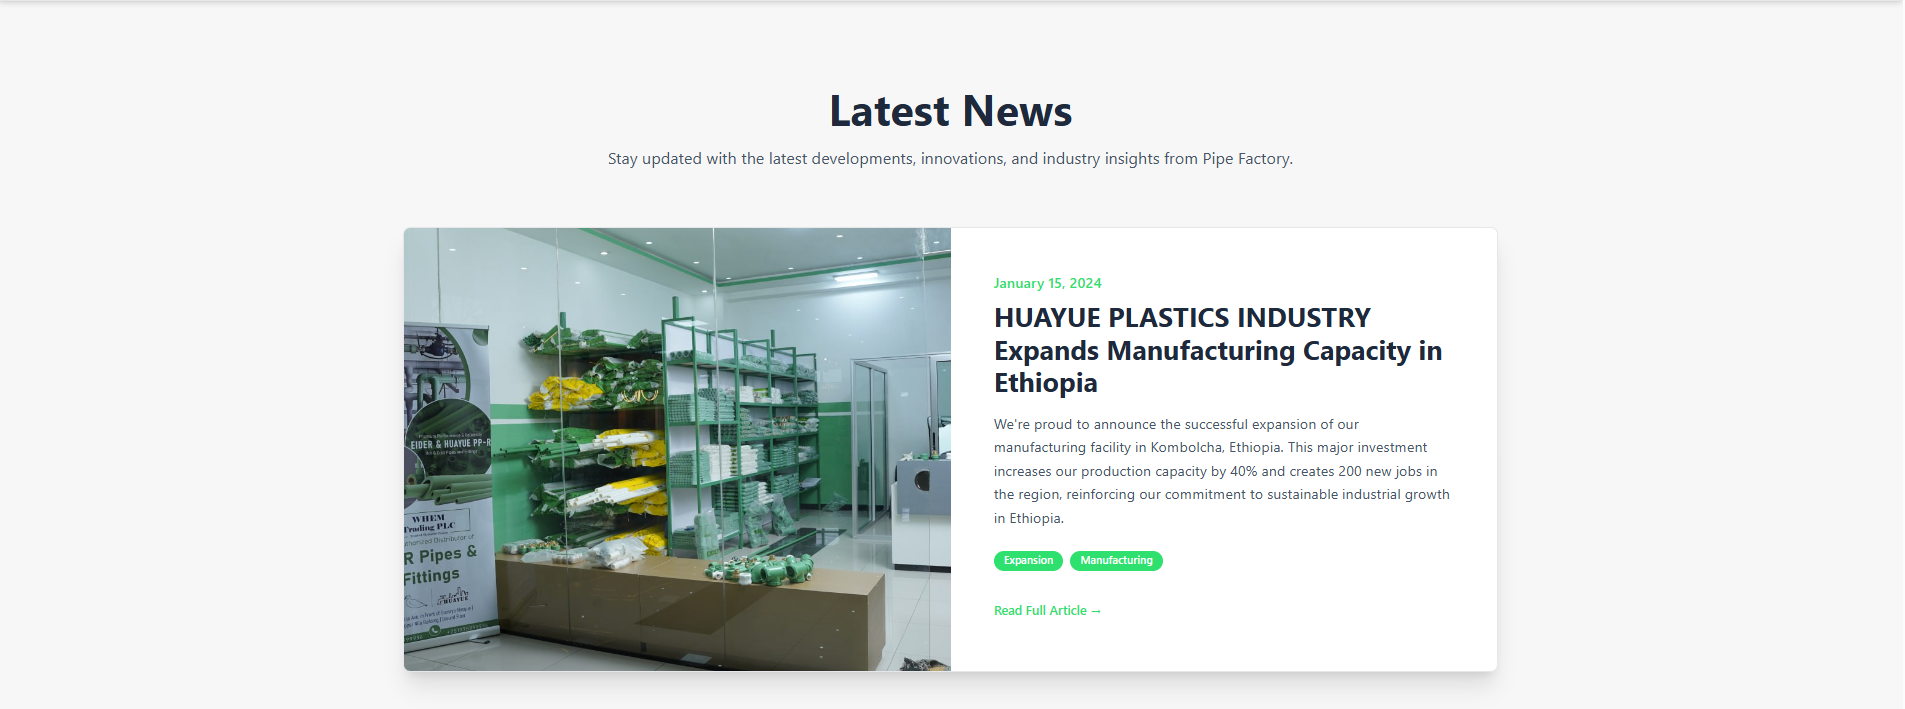 Latest News
Stay updated with the latest developments, innovations, and industry insights from Pipe Factory.
January 15, 2024
HUAYUE PLASTICS INDUSTRY
Expands Manufacturing Capacity in
Ethiopia
We're proud to announce the successful expansion of our
manufacturing facility in Kombolcha, Ethiopia. This major investment
increases our production capacity by 40% and creates 200 new jobs in
the region, reinforcing our commitment to sustainable industrial growth
in Ethiopia.
Expansion Manufacturing
Read Full Article →
EIDER & HUAYUE PP-R
WHEM
Trading PLC
R Pipes &
Fittings
HUAYUE